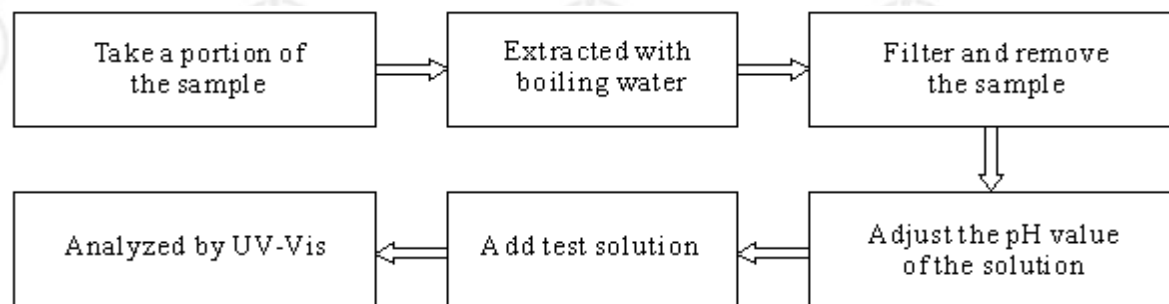 Take a portion of
the sample
Extracted with
boiling water
Filter and remove
the sample
Adjust the pH value
of the solution
Add test solution
Analyzed by UV-Vis